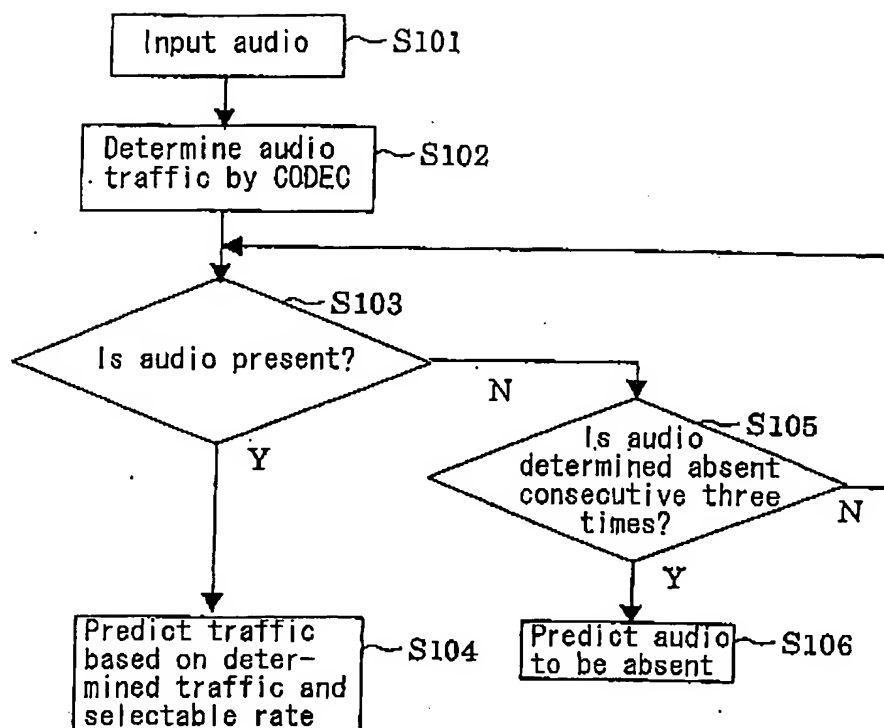 Input audio
S101
Determine audio
traffic by CODEC
S102
S103
Is audio present?
N
Y
S105
Is audio
determined absent
consecutive three
times?
N
Y
Predict traffic
based on deter-
mined traffic and
selectable rate
S104
Predict audio
to be absent
S106